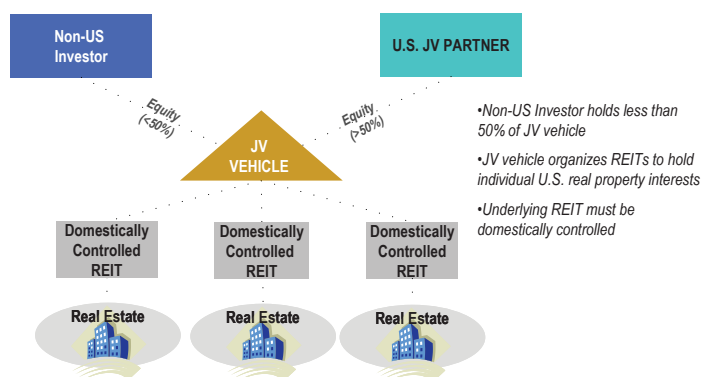 Non-US
Investor
U.S. JV PARTNER
Equity
(<50%)
Equity
(>50%)
JV
VEHICLE
•Non-US Investor holds less than
50% of JV vehicle
•JV vehicle organizes REITs to hold
individual U.S. real property interests
•Underlying REIT must be
domestically controlled
Domestically
Controlled
REIT
Domestically
Controlled
REIT
Domestically
Controlled
REIT
Real Estate
Real Estate
Real Estate